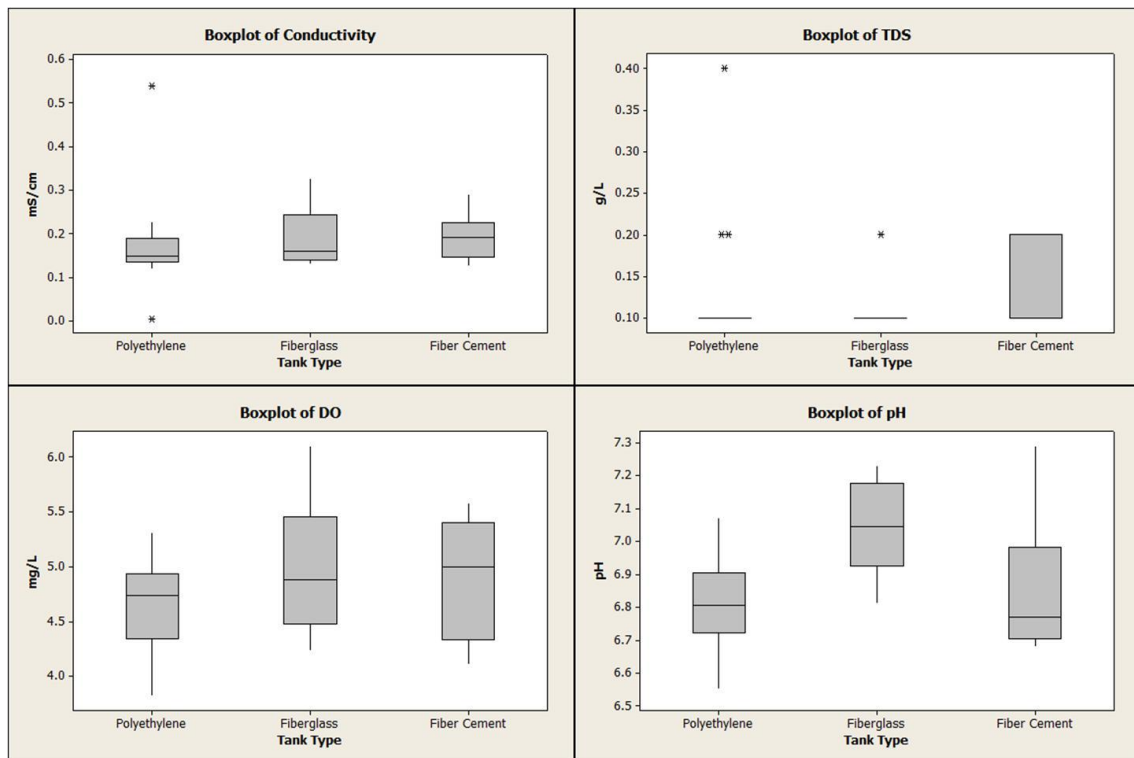 Boxplot of Conductivity
mS/cm
0.6
0.5
0.4
0.3
0.2
0.1
0.0
Polyethylene Fiberglass Fiber Cement
Tank Type
Boxplot of TDS
g/L
0.40
0.35
0.30
0.25
0.20
0.15
0.10
Polyethylene Fiberglass Fiber Cement
Tank Type
Boxplot of DO
mg/L
6.0
5.5
5.0
4.5
4.0
Polyethylene Fiberglass Fiber Cement
Tank Type
Boxplot of pH
pH
7.3
7.2
7.1
7.0
6.9
6.8
6.7
6.6
6.5
Polyethylene Fiberglass Fiber Cement
Tank Type